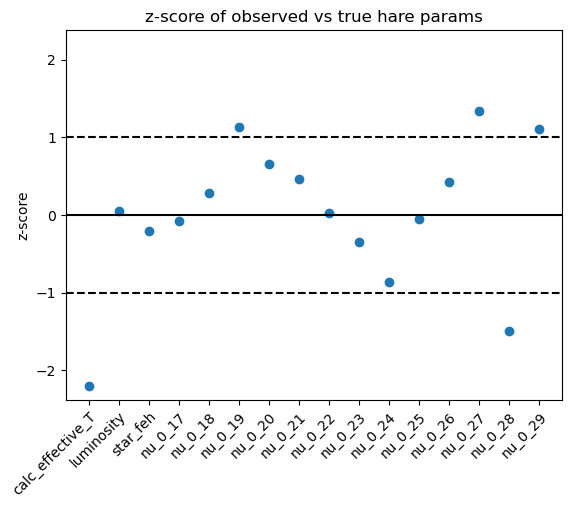 z-score of observed vs true hare params
z-score
2
1
0
−1
−2
calc_effective_T
luminosity
star_feh
nu_0_17
nu_0_18
nu_0_19
nu_0_20
nu_0_21
nu_0_22
nu_0_23
nu_0_24
nu_0_25
nu_0_26
nu_0_27
nu_0_28
nu_0_29